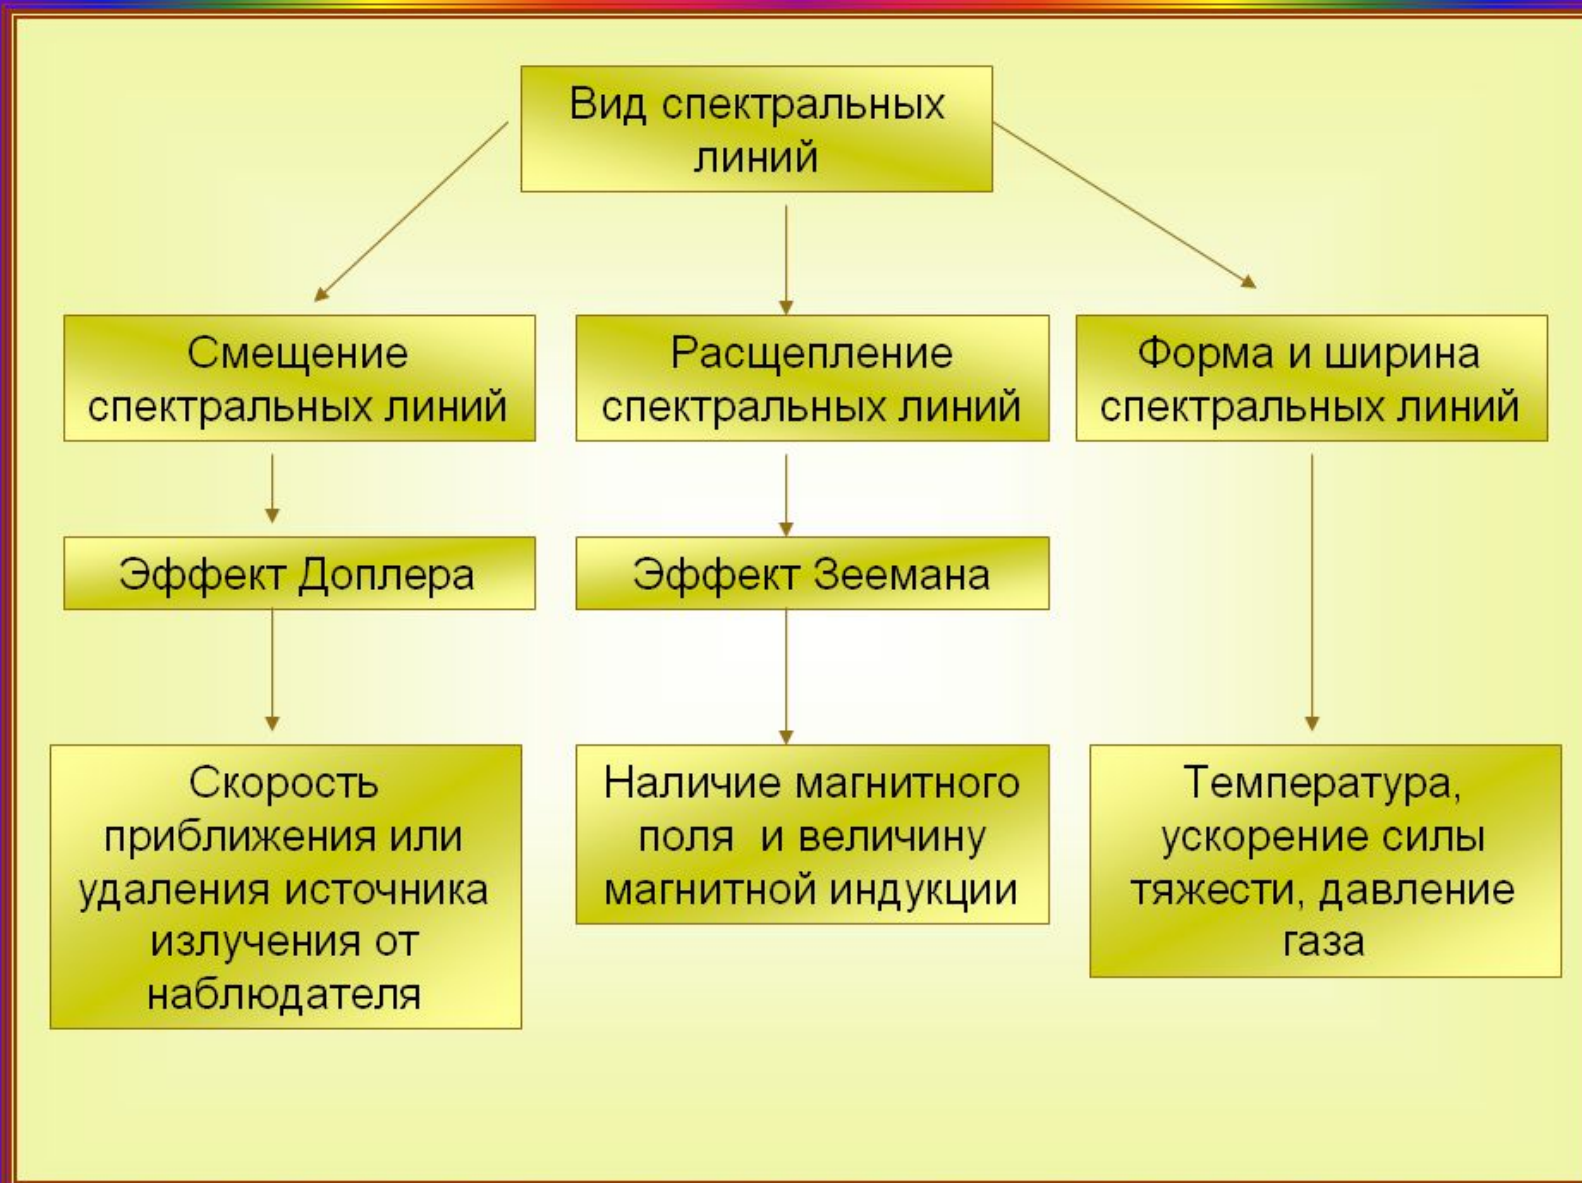 Вид спектральных
линий
Смещение
спектральных линий
Расщепление
спектральных линий
Форма и ширина
спектральных линий
Эффект Доплера
Эффект Зеемана
Скорость
приближения или
удаления источника
излучения от
наблюдателя
Наличие магнитного
поля и величину
магнитной индукции
Температура,
ускорение силы
тяжести, давление
газа